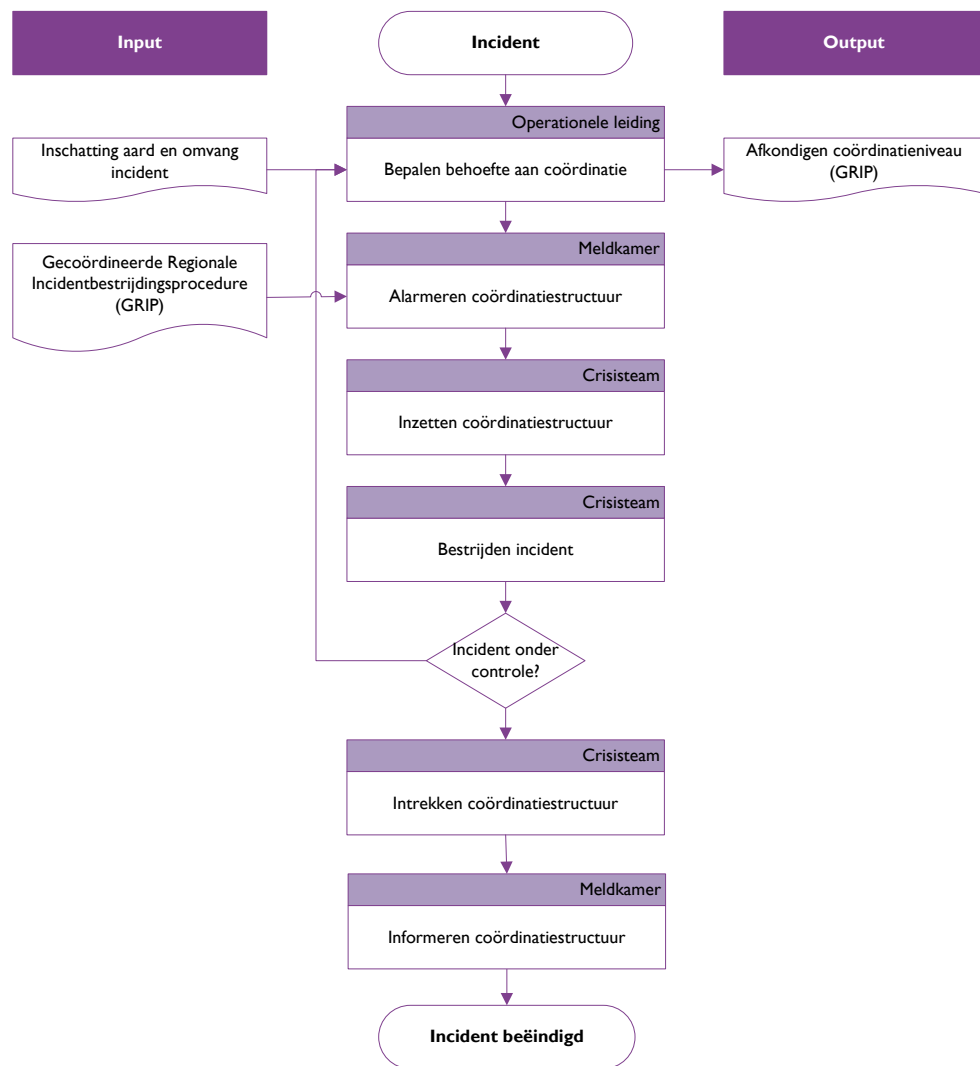 Input
Incident
Output
Operationele leiding
Inschatting aard en omvang
incident
Bepalen behoefte aan coördinatie
Afkondigen coördinatieniveau
(GRIP)
Meldkamer
Gecoördineerde Regionale
Incidentbestrijdingsprocedure
(GRIP)
Alarmeren coördinatiestructuur
Crisisteam
Inzetten coördinatiestructuur
Crisisteam
Bestrijden incident
Incident onder
controle?
Crisisteam
Intrekken coördinatiestructuur
Meldkamer
Informeren coördinatiestructuur
Incident beëindigd